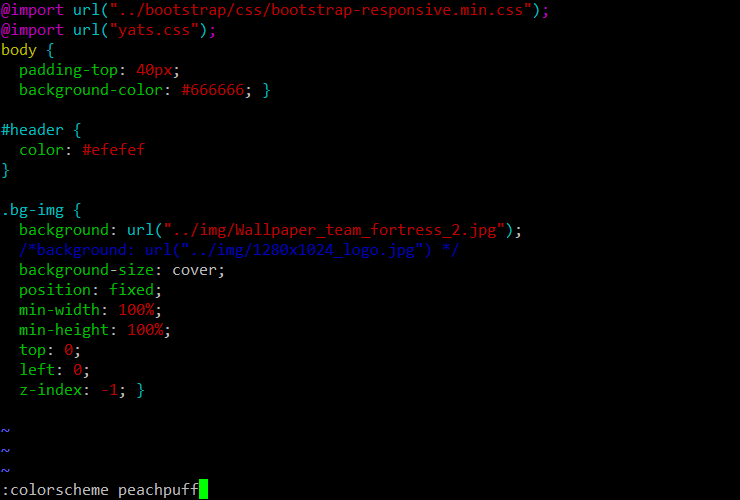 @import url("../bootstrap/css/bootstrap-responsive.min.css");
@import url("yats.css");
body {
  padding-top: 40px;
  background-color: #666666; }

#header {
  color: #efefef
}

.bg-img {
  background: url("../img/Wallpaper_team_fortress_2.jpg");
  /*background: url("../img/1280x1024_logo.jpg") */
  background-size: cover;
  position: fixed;
  min-width: 100%;
  min-height: 100%;
  top: 0;
  left: 0;
  z-index: -1; }

~
~
~
:colorscheme peachpuff